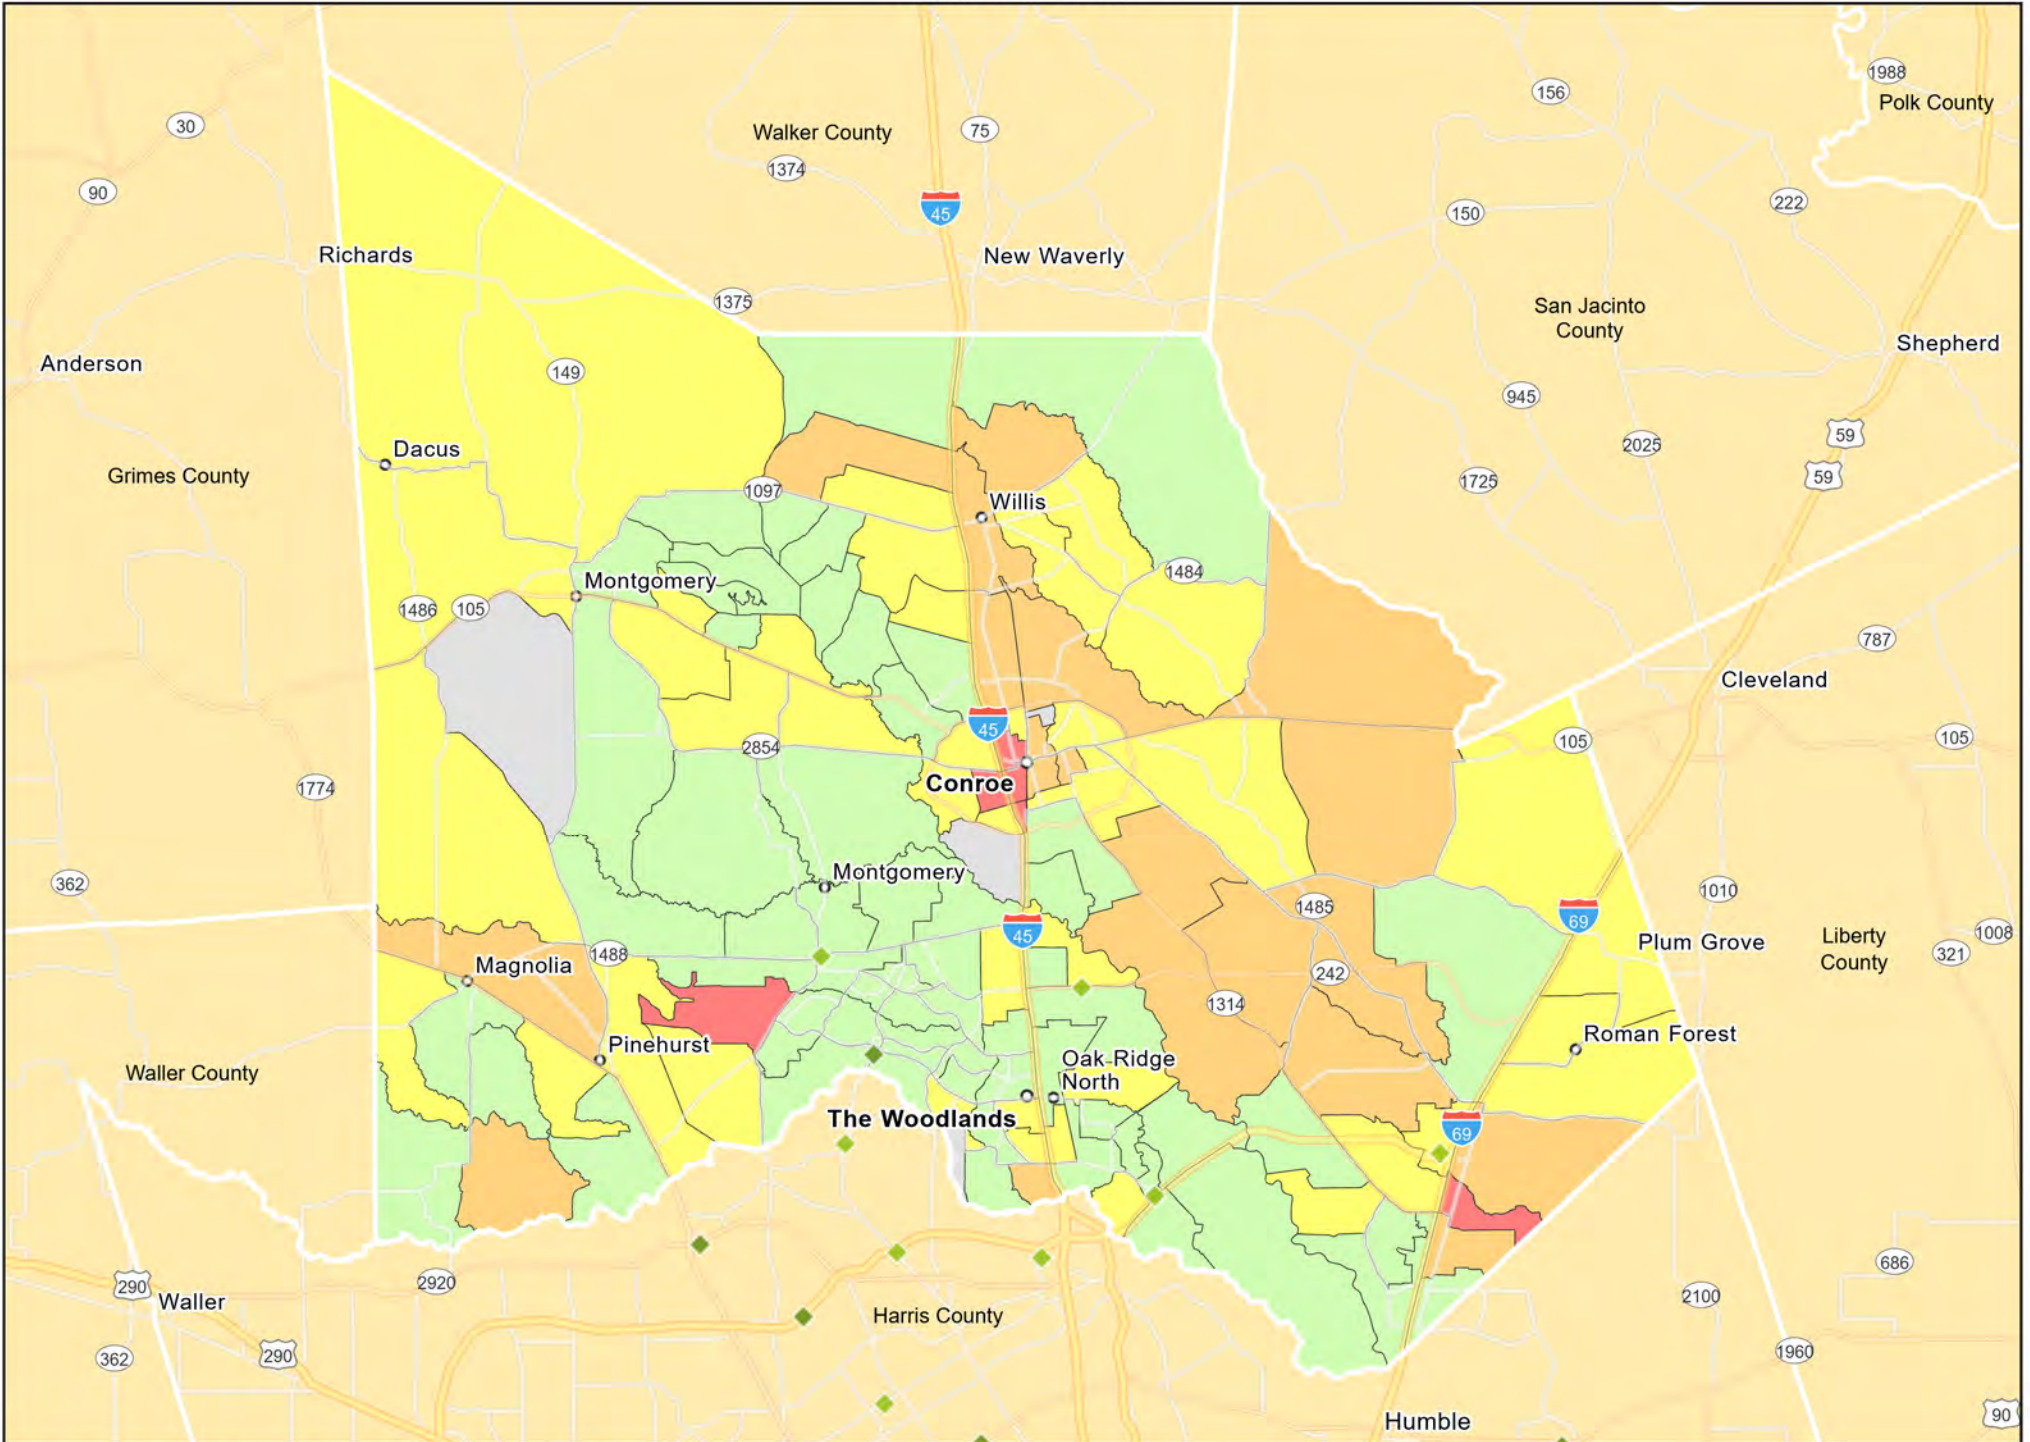 1988
Polk County
156
30
Walker County
75
1374
90
222
45
150
Richards
New Waverly
1375
San Jacinto
County
Shepherd
Anderson
149
945
59
2025
Dacus
59
Grimes County
1725
1097
Willis
1484
Montgomery
1486
105
787
Cleveland
45
105
2854
1774
Conroe
Montgomery
362
1010
1485
69
45
1008
Plum Grove
Liberty
County
321
1488
Magnolia
242
1314
Roman Forest
Pinehurst
Oak Ridge
North
Waller County
The Woodlands
69
686
2920
290
Waller
2100
Harris County
1960
290
362
Humble
90